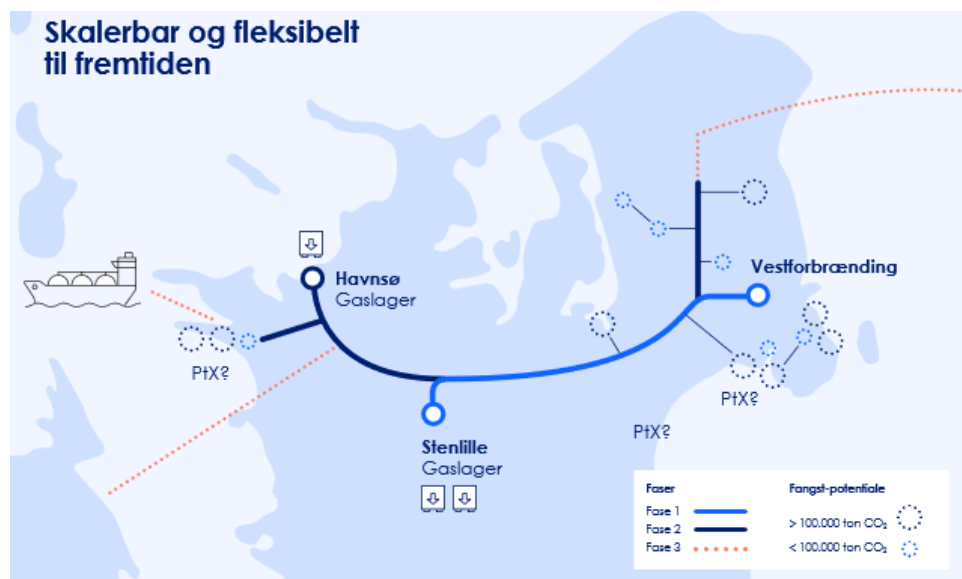 Skalerbar og fleksibelt
til fremtiden
Havnsø
Gaslager
Vestforbrænding
PtX?
PtX?
PtX?
Stenlille
Gaslager
Faser
Fangst-potentiale
Fase 1
> 100.000 ton CO₂
Fase 2
Fase 3
< 100.000 ton CO₂